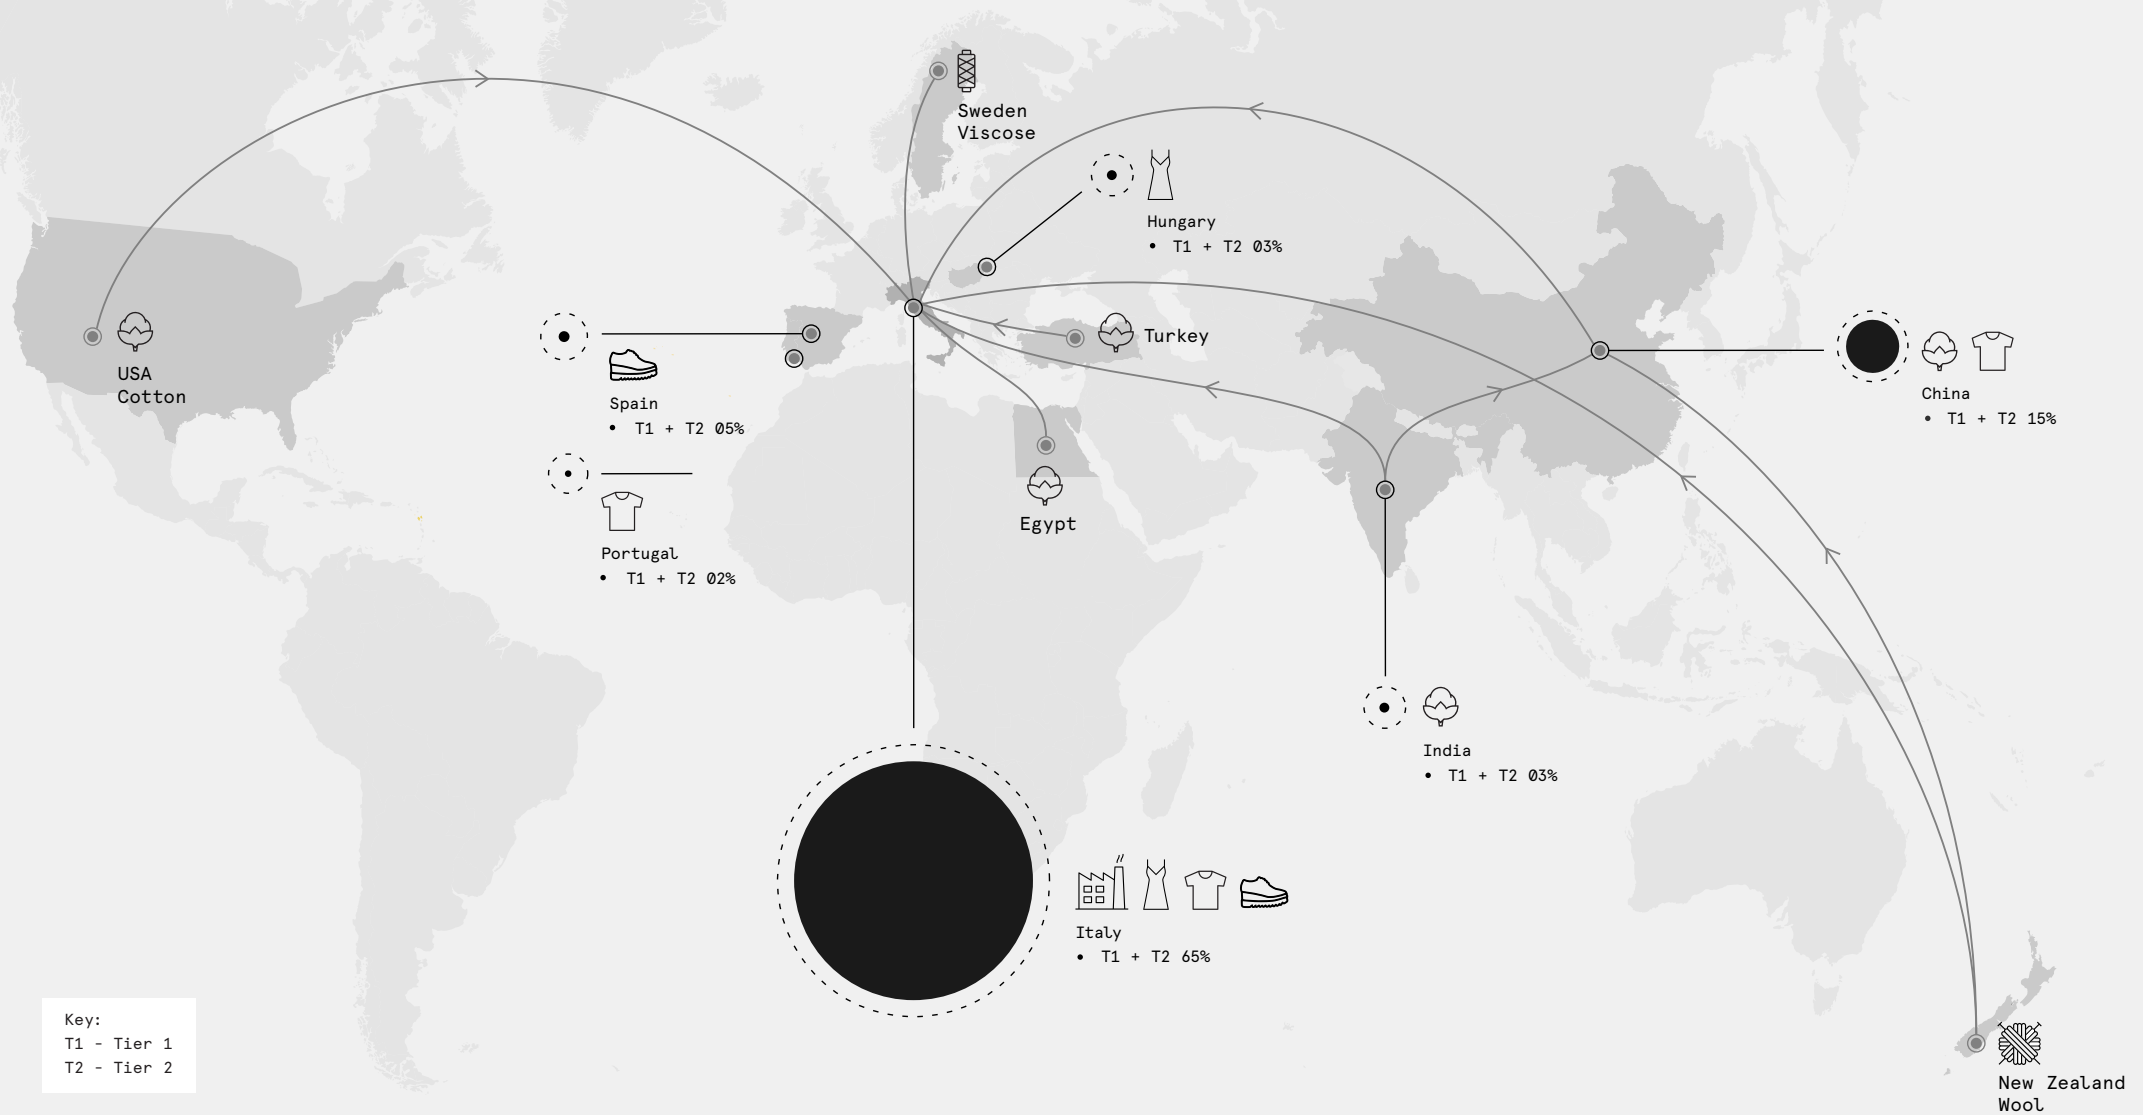 Sweden
Viscose
Hungary
• T1 + T2 03%
Turkey
USA
Cotton
Spain
• T1 + T2 05%
China
• T1 + T2 15%
Egypt
Portugal
• T1 + T2 02%
India
• T1 + T2 03%
Italy
• T1 + T2 65%
Key:
T1 - Tier 1
T2 - Tier 2
New Zealand
Wool